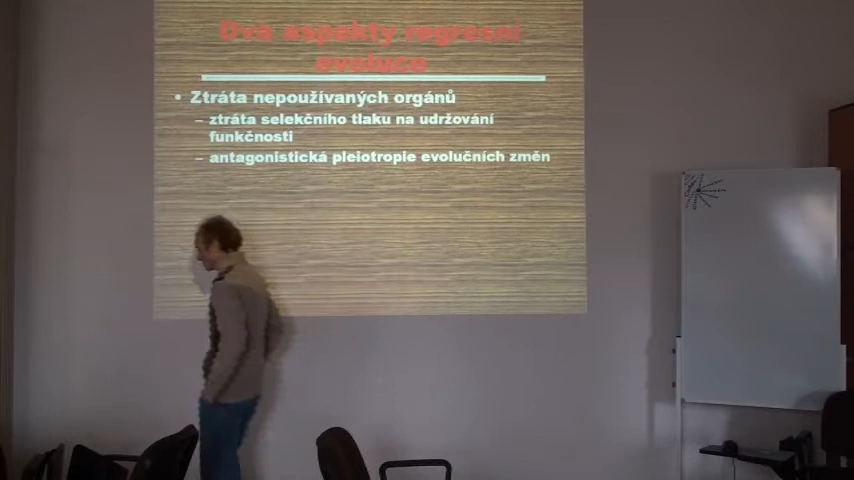 Dva aspekty regresní
evoluce
• Ztráta nepoužívaných orgánů
– ztráta selekčního tlaku na udržování
funkčnosti
– antagonistická pleiotropie evolučních změn